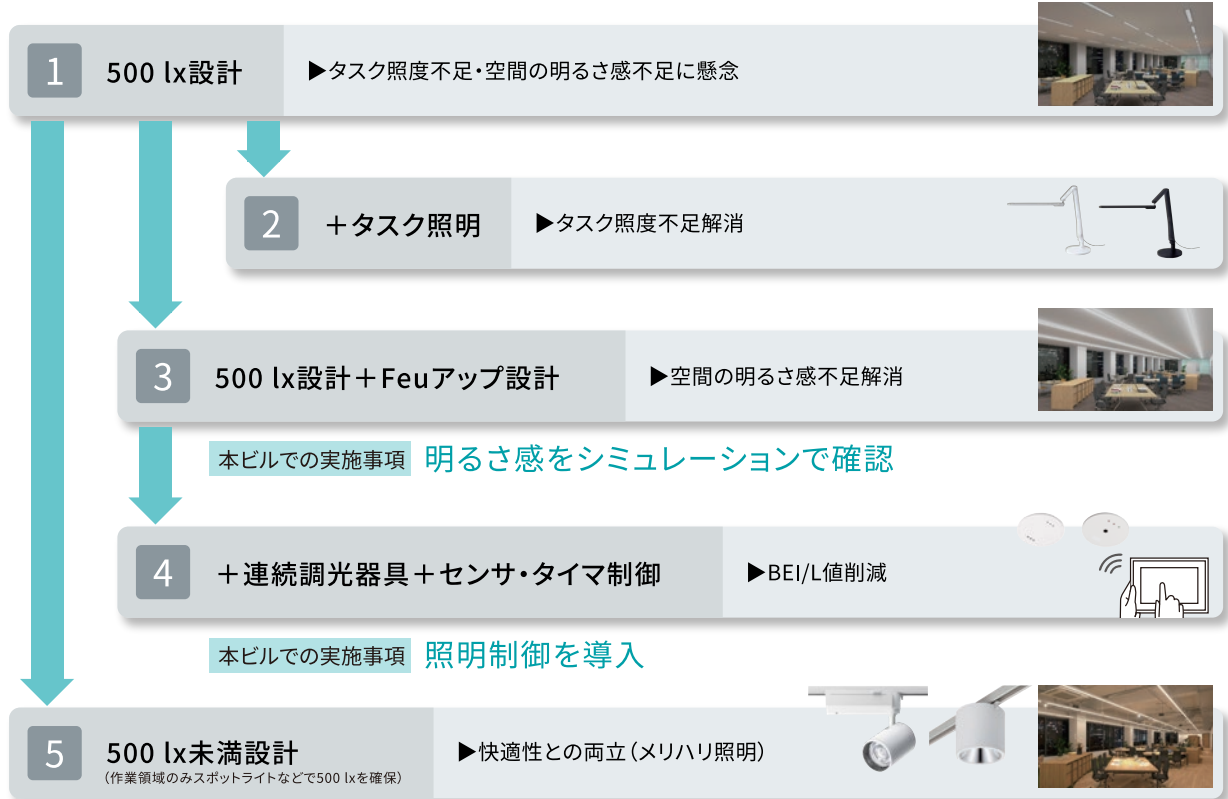 1 500 lx設計 ▶タスク照度不足・空間の明るさ感不足に懸念
2 ＋タスク照明 ▶タスク照度不足解消
3 500 lx設計＋Feuアップ設計 ▶空間の明るさ感不足解消
本ビルでの実施事項 明るさ感をシミュレーションで確認
4 ＋連続調光器具＋センサ・タイマ制御 ▶BEI/L値削減
本ビルでの実施事項 照明制御を導入
5 500 lx未満設計 ▶快適性との両立（メリハリ照明）
（作業領域のみスポットライトなどで500 lxを確保）